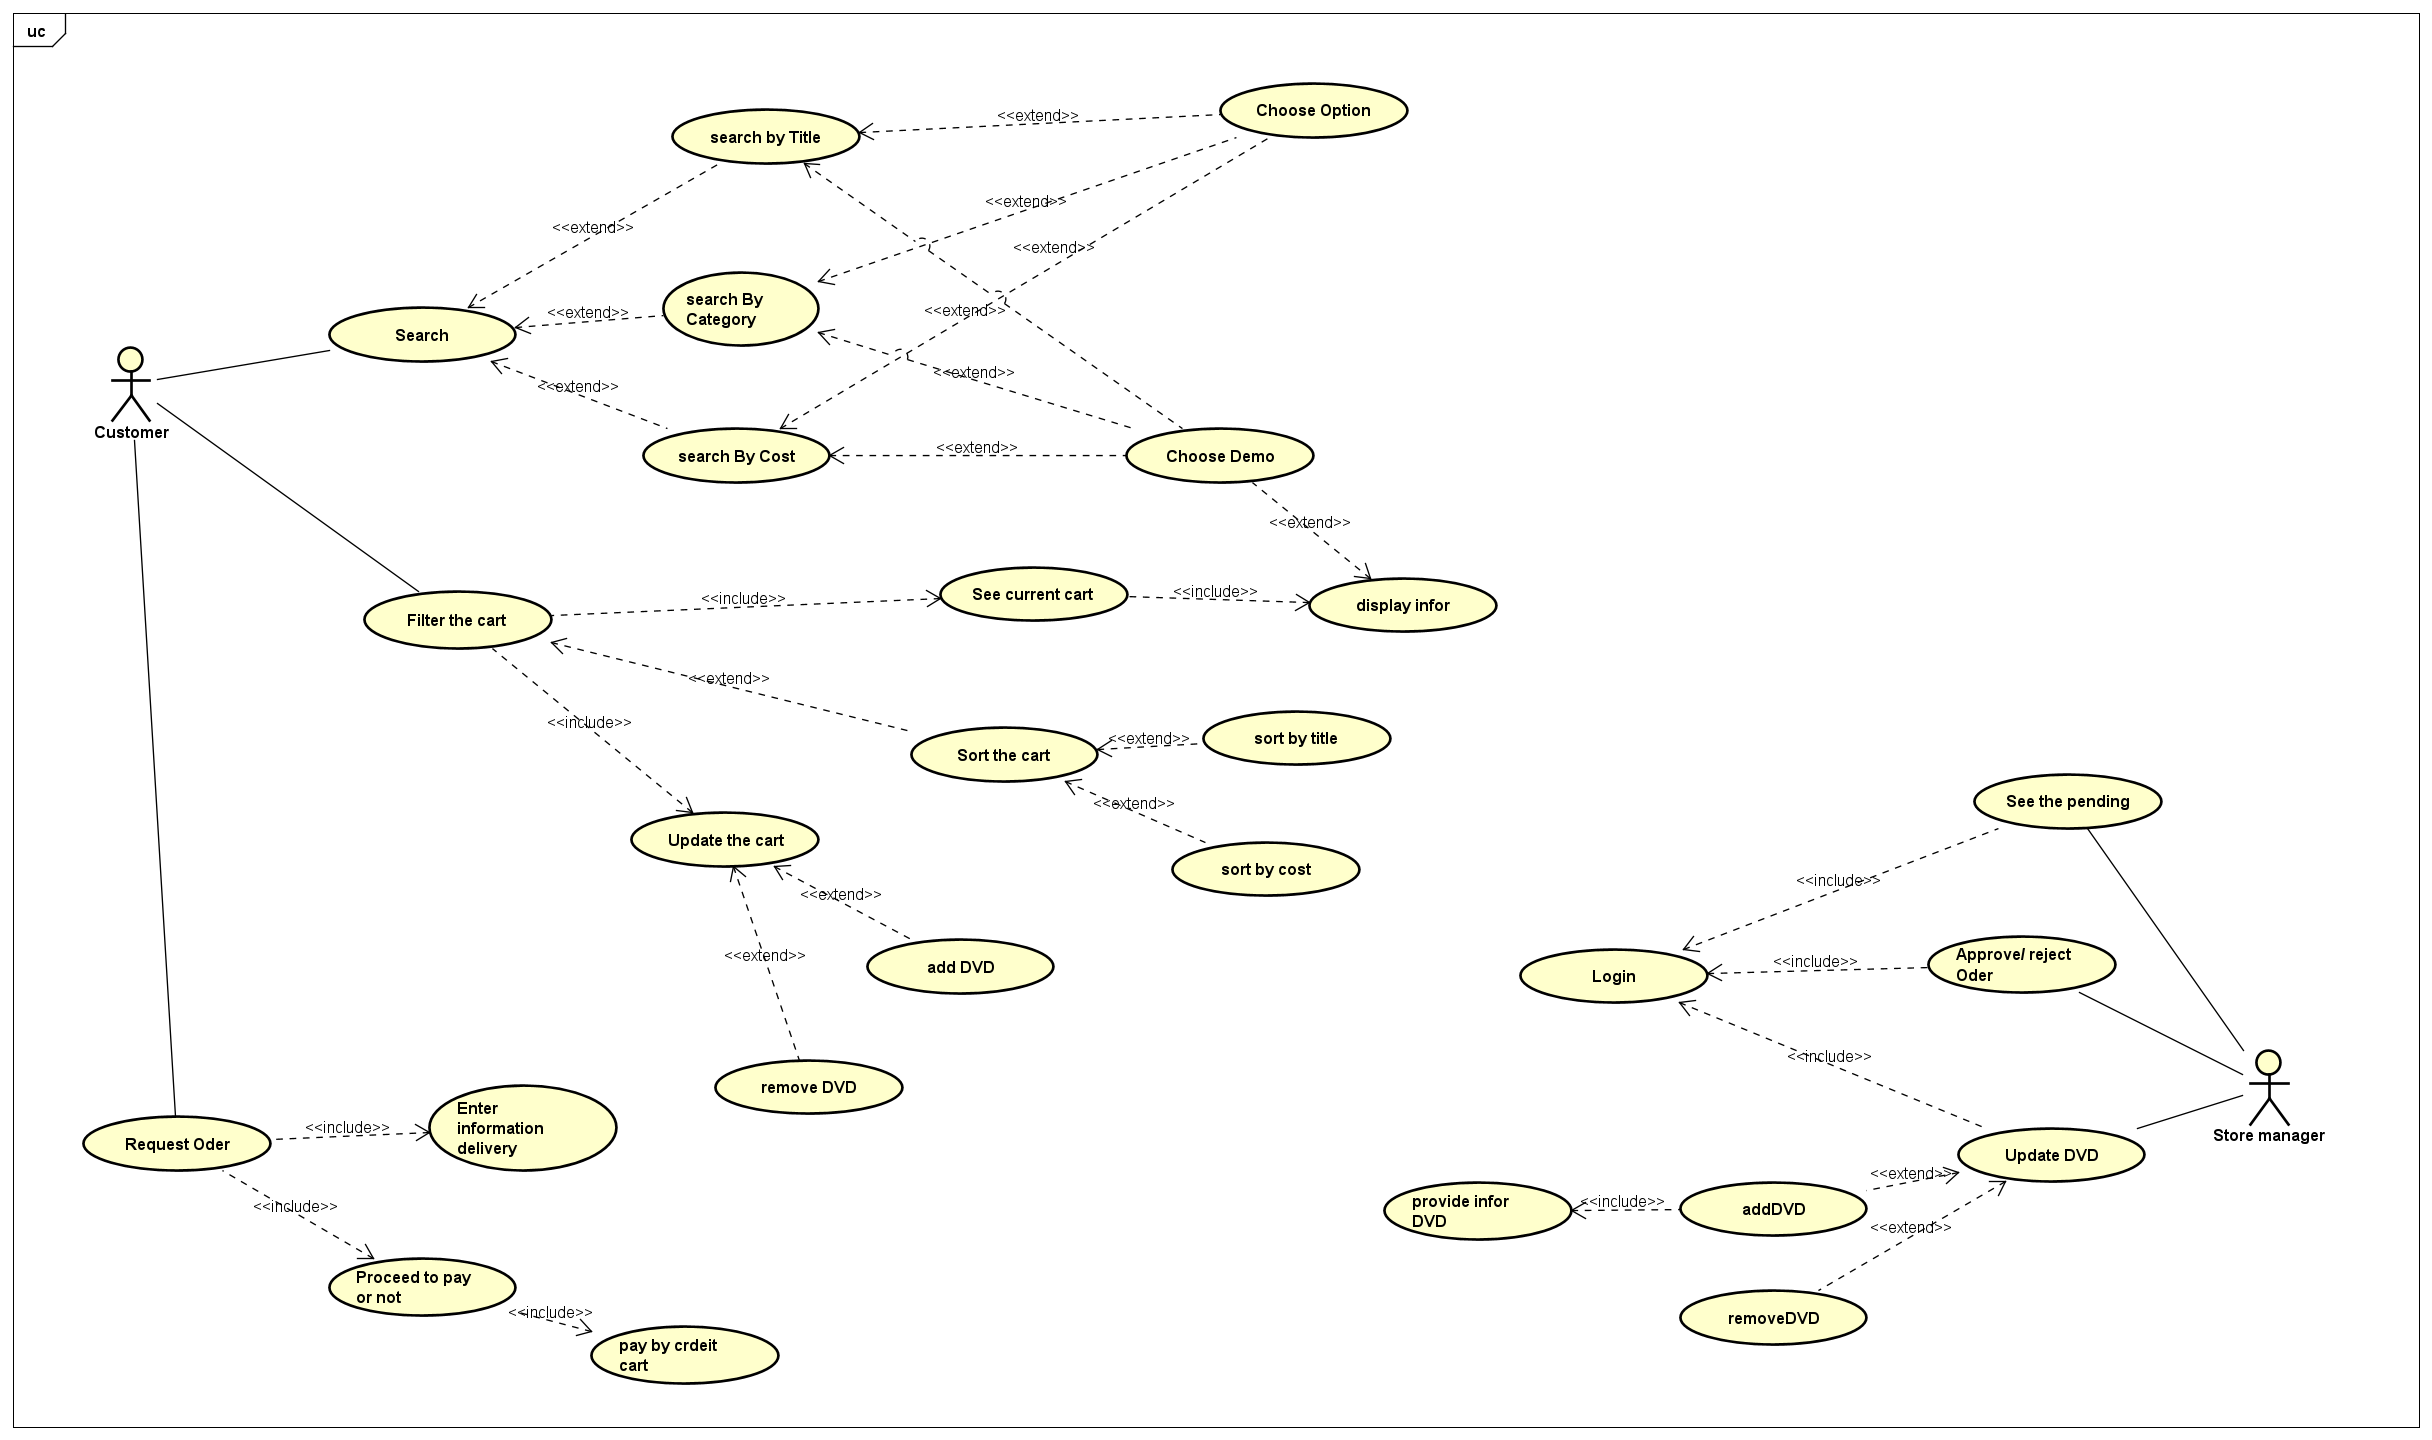 uc
Choose Option
<<extend>>
search by Title
<<extend>>
<<extend>>
<<extend>>
search By
Category
<<extend>>
<<extend>>
Search
<<extend>>
<<extend>>
Customer
search By Cost
<<extend>>
Choose Demo
<<extend>>
See current cart
<<include>>
<<include>>
display infor
Filter the cart
<<extend>>
<<include>>
Sort the cart
<<extend>>
sort by title
<<extend>>
sort by cost
Update the cart
<<extend>>
<<extend>>
add DVD
remove DVD
See the pending
<<include>>
Approve/ reject
Oder
<<include>>
Login
<<include>>
Store manager
Update DVD
<<extend>>
<<extend>>
addDVD
<<include>>
provide infor
DVD
removeDVD
Request Oder
<<include>>
Enter
information
delivery
<<include>>
Proceed to pay
or not
<<include>>
pay by crdeit
cart